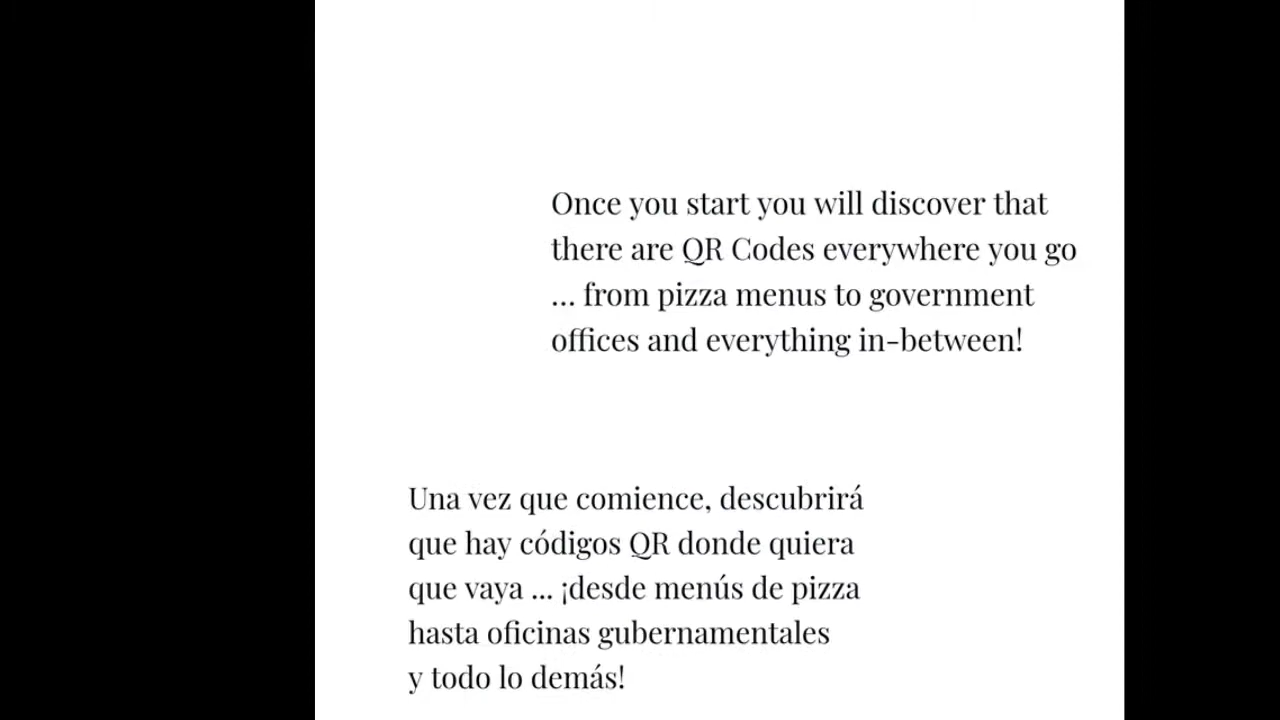 Once you start you will discover that
there are QR Codes everywhere you go
... from pizza menus to government
offices and everything in-between!
Una vez que comience, descubrirá
que hay códigos QR donde quiera
que vaya ... ¡desde menús de pizza
hasta oficinas gubernamentales
y todo lo demás!